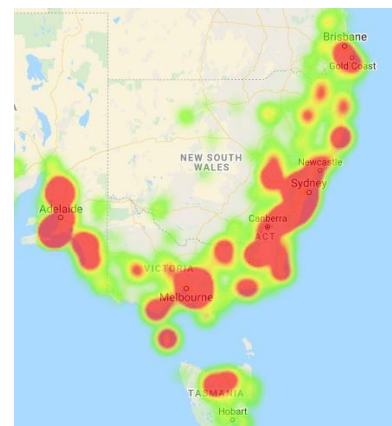 Brisbane
Gold Coast
NEW SOUTH
WALES
Newcastle
Sydney
Adelaide
Canberra
ACT
VICTORIA
Melbourne
TASMANIA
Hobart